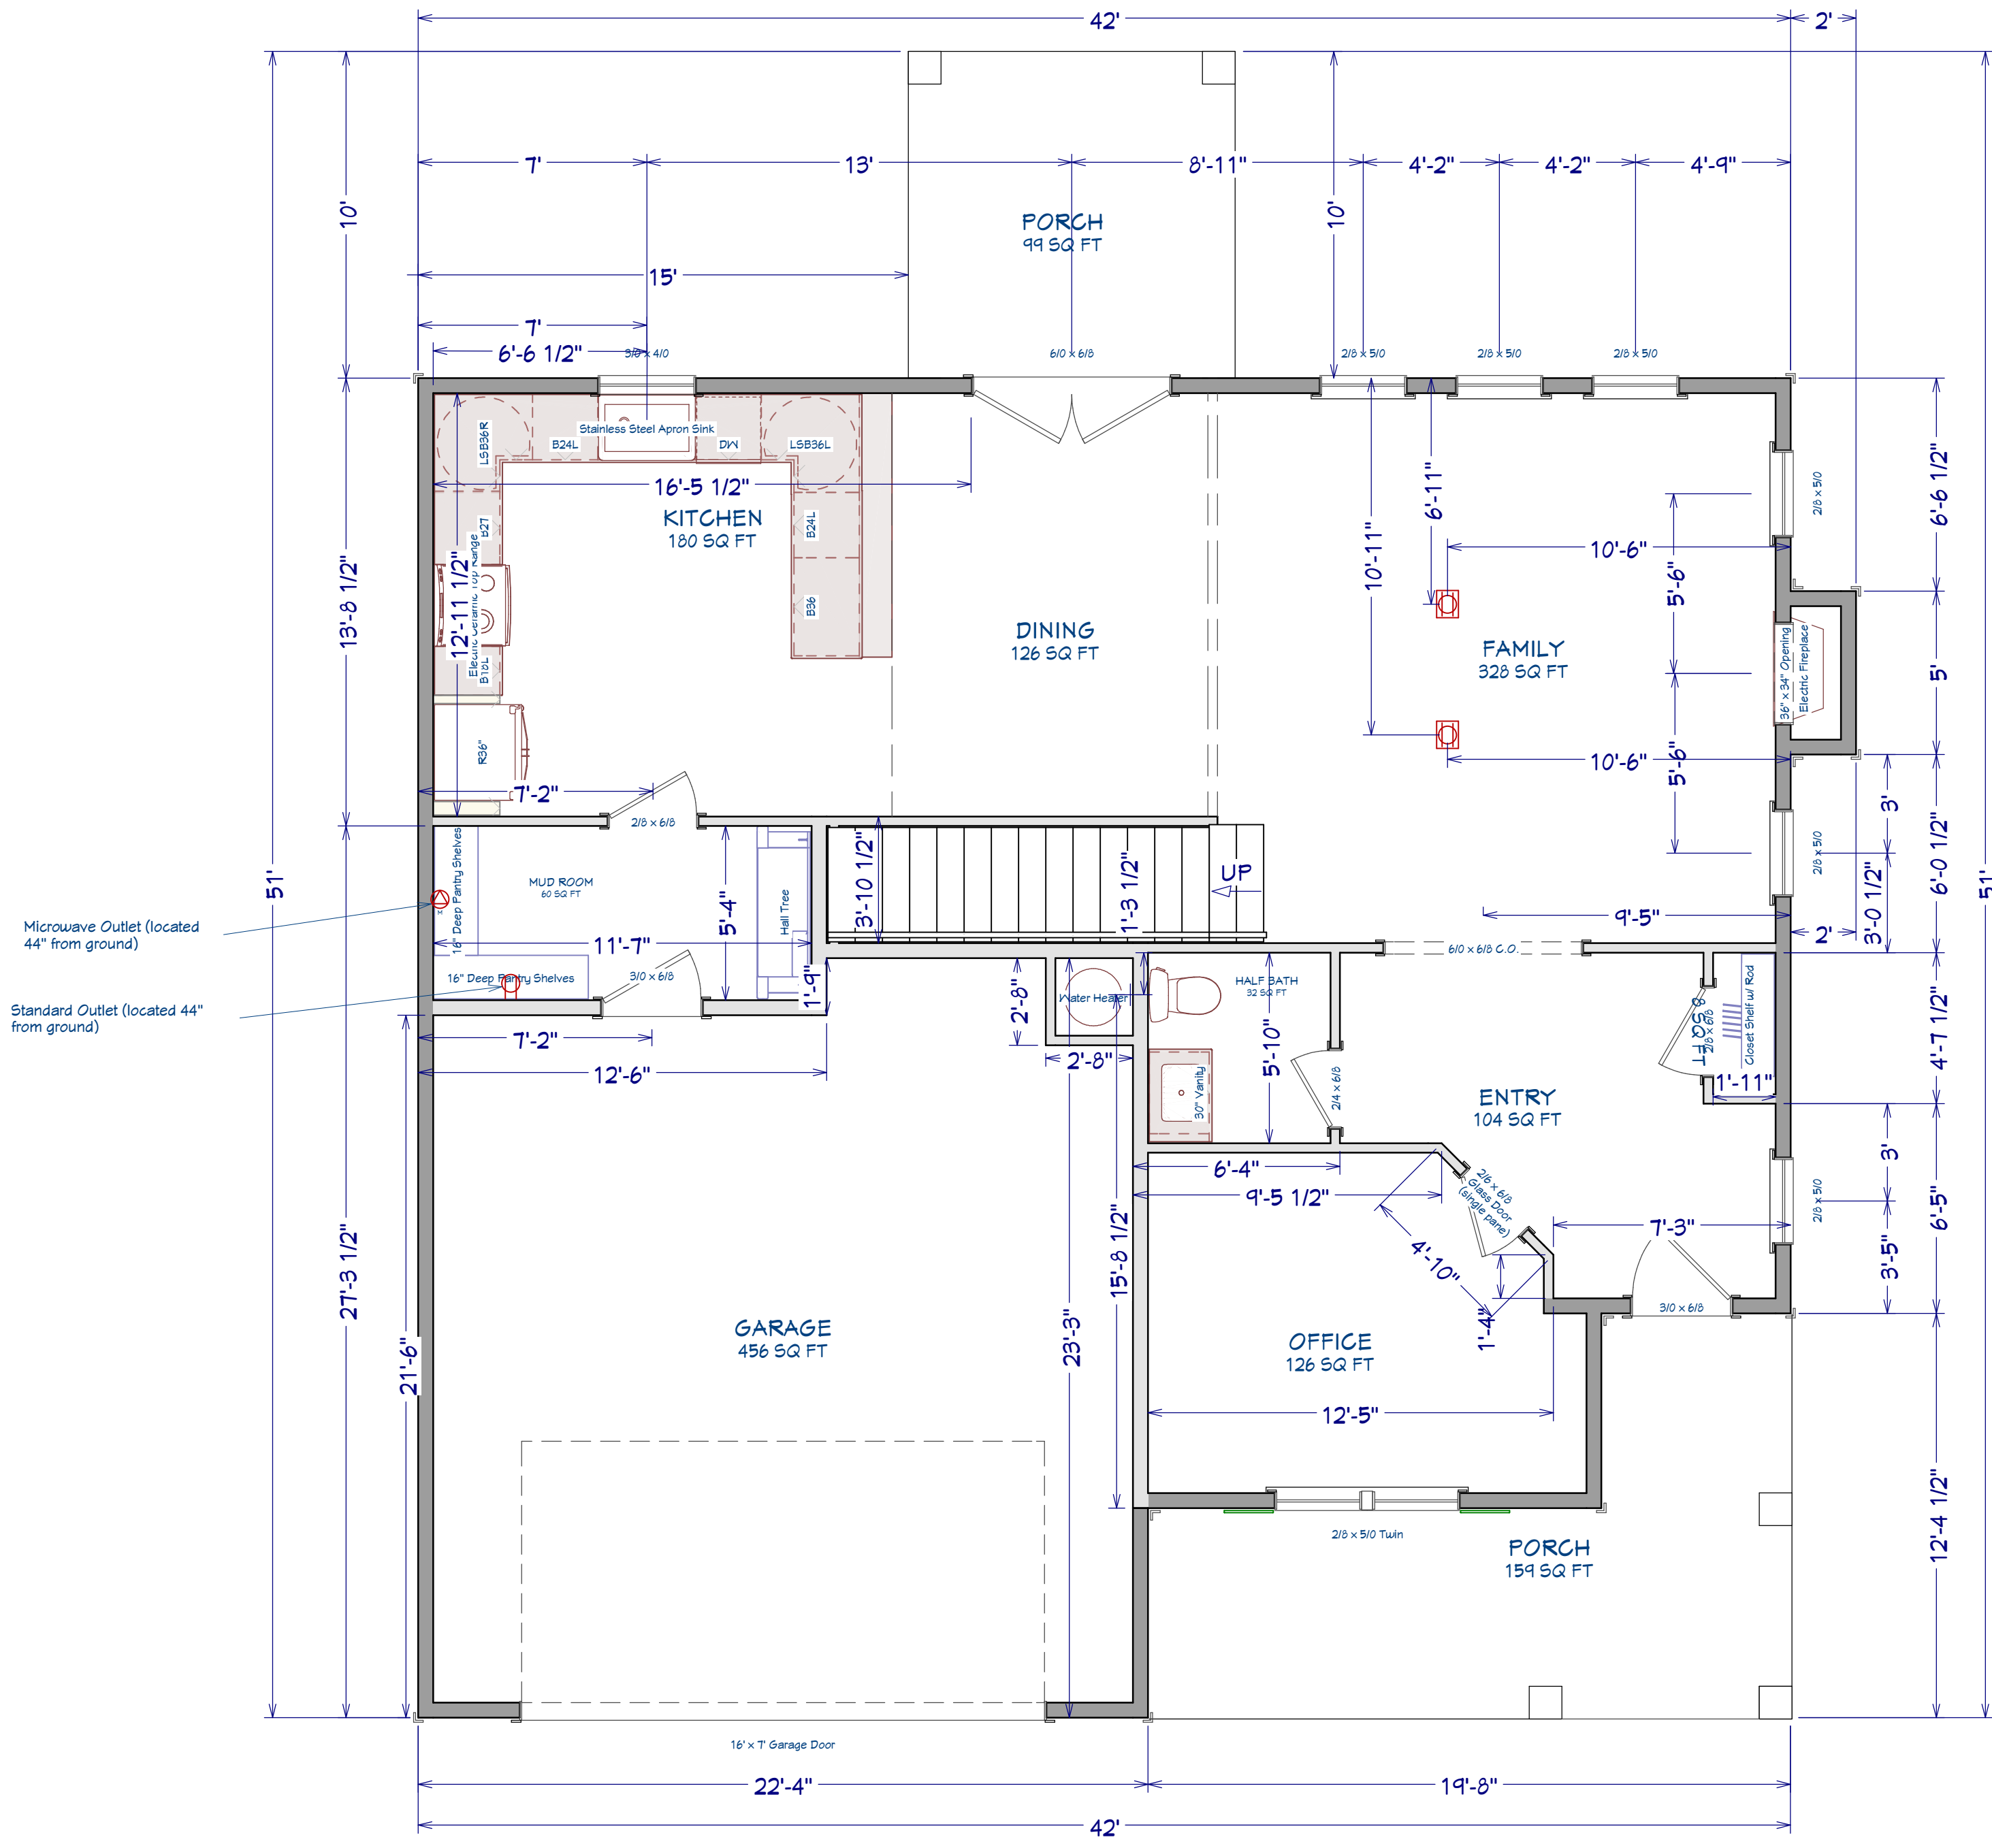 42'
2'
7'
13'
8'-11"
4'-2"
4'-2"
4'-9"
10'
10'
PORCH
99 SQ FT
15'
7'
6'-6 1/2"
3/0 x 4/0
6/0 x 6/8
2/8 x 5/0
2/8 x 5/0
2/8 x 5/0
LSB36R
B24L
Stainless Steel Apron Sink
DW
LSB36L
16'-5 1/2"
KITCHEN
180 SQ FT
B27
B24L
6'-11"
10'-11"
10'-6"
5'-6"
2/8 x 5/0
6'-6 1/2"
13'-8 1/2"
12'-11 1/2"
Electric Ceramic Top Range
B18L
B36
DINING
126 SQ FT
FAMILY
328 SQ FT
36" x 34" Opening
Electric Fireplace
5'
R36"
7'-2"
10'-6"
5'-6"
2/8 x 6/8
3'
2/8 x 5/0
6'-0 1/2"
3'-0 1/2"
51'
51'
16" Deep Pantry Shelves
MUD ROOM
60 SQ FT
5'-4"
Hall Tree
3'-10 1/2"
1'-3 1/2"
UP
9'-5"
2'
Microwave Outlet (located
44" from ground)
11'-7"
6/0 x 6/8 C.O.
16" Deep Pantry Shelves
3/0 x 6/8
1'-9"
Standard Outlet (located 44"
from ground)
2'-8"
Water Heater
HALF BATH
32 SQ FT
8 SQ FT
2/8 x 6/8
Closet Shelf w/ Rod
4'-7 1/2"
7'-2"
12'-6"
2'-8"
5'-10"
30" Vanity
2/4 x 6/8
1'-11"
ENTRY
104 SQ FT
6'-4"
9'-5 1/2"
2/6 x 6/8
Glass Door
(single pane)
3'
2/8 x 5/0
6'-5"
7'-3"
4'-10"
3'-5"
27'-3 1/2"
15'-8 1/2"
21'-6"
23'-3"
1'-4"
3/0 x 6/8
GARAGE
456 SQ FT
OFFICE
126 SQ FT
12'-5"
12'-4 1/2"
2/8 x 5/0 Twin
PORCH
159 SQ FT
16' x 7' Garage Door
22'-4"
19'-8"
42'